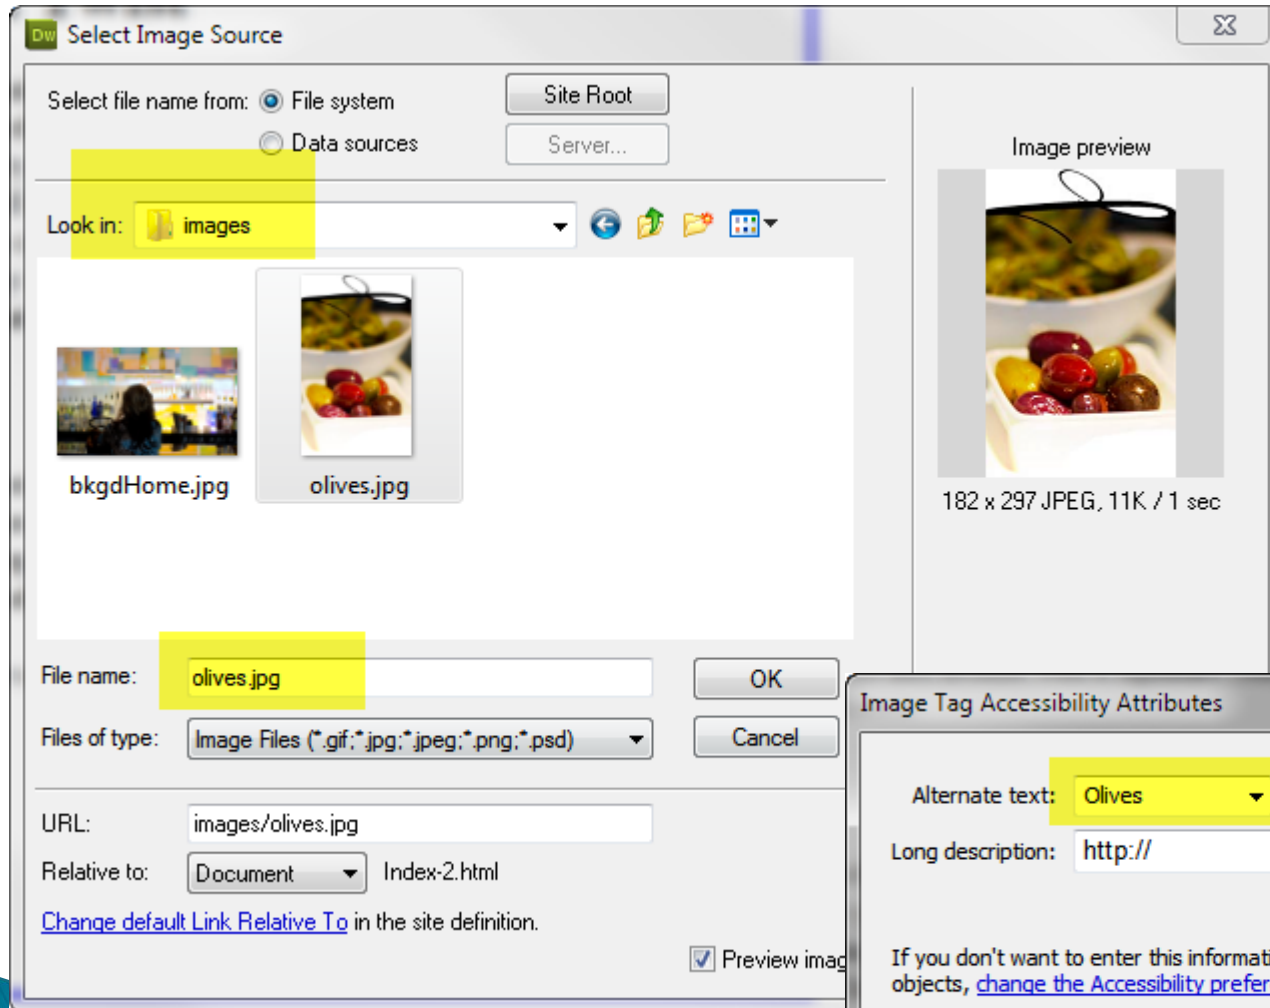 Dw Select Image Source
Select file name from: File system Site Root
Data sources Server...
Image preview
Look in: images
bkgdHome.jpg olives.jpg
182 x 297 JPEG, 11K / 1 sec
File name: olives.jpg OK
Files of type: Image Files (*.gif;*.jpg;*.jpeg;*.png;*.psd) Cancel
URL: images/olives.jpg
Relative to: Document Index-2.html
Change default Link Relative To in the site definition.
Preview imag
Image Tag Accessibility Attributes
Alternate text: Olives
Long description: http://
If you don't want to enter this informati
objects, change the Accessibility prefer